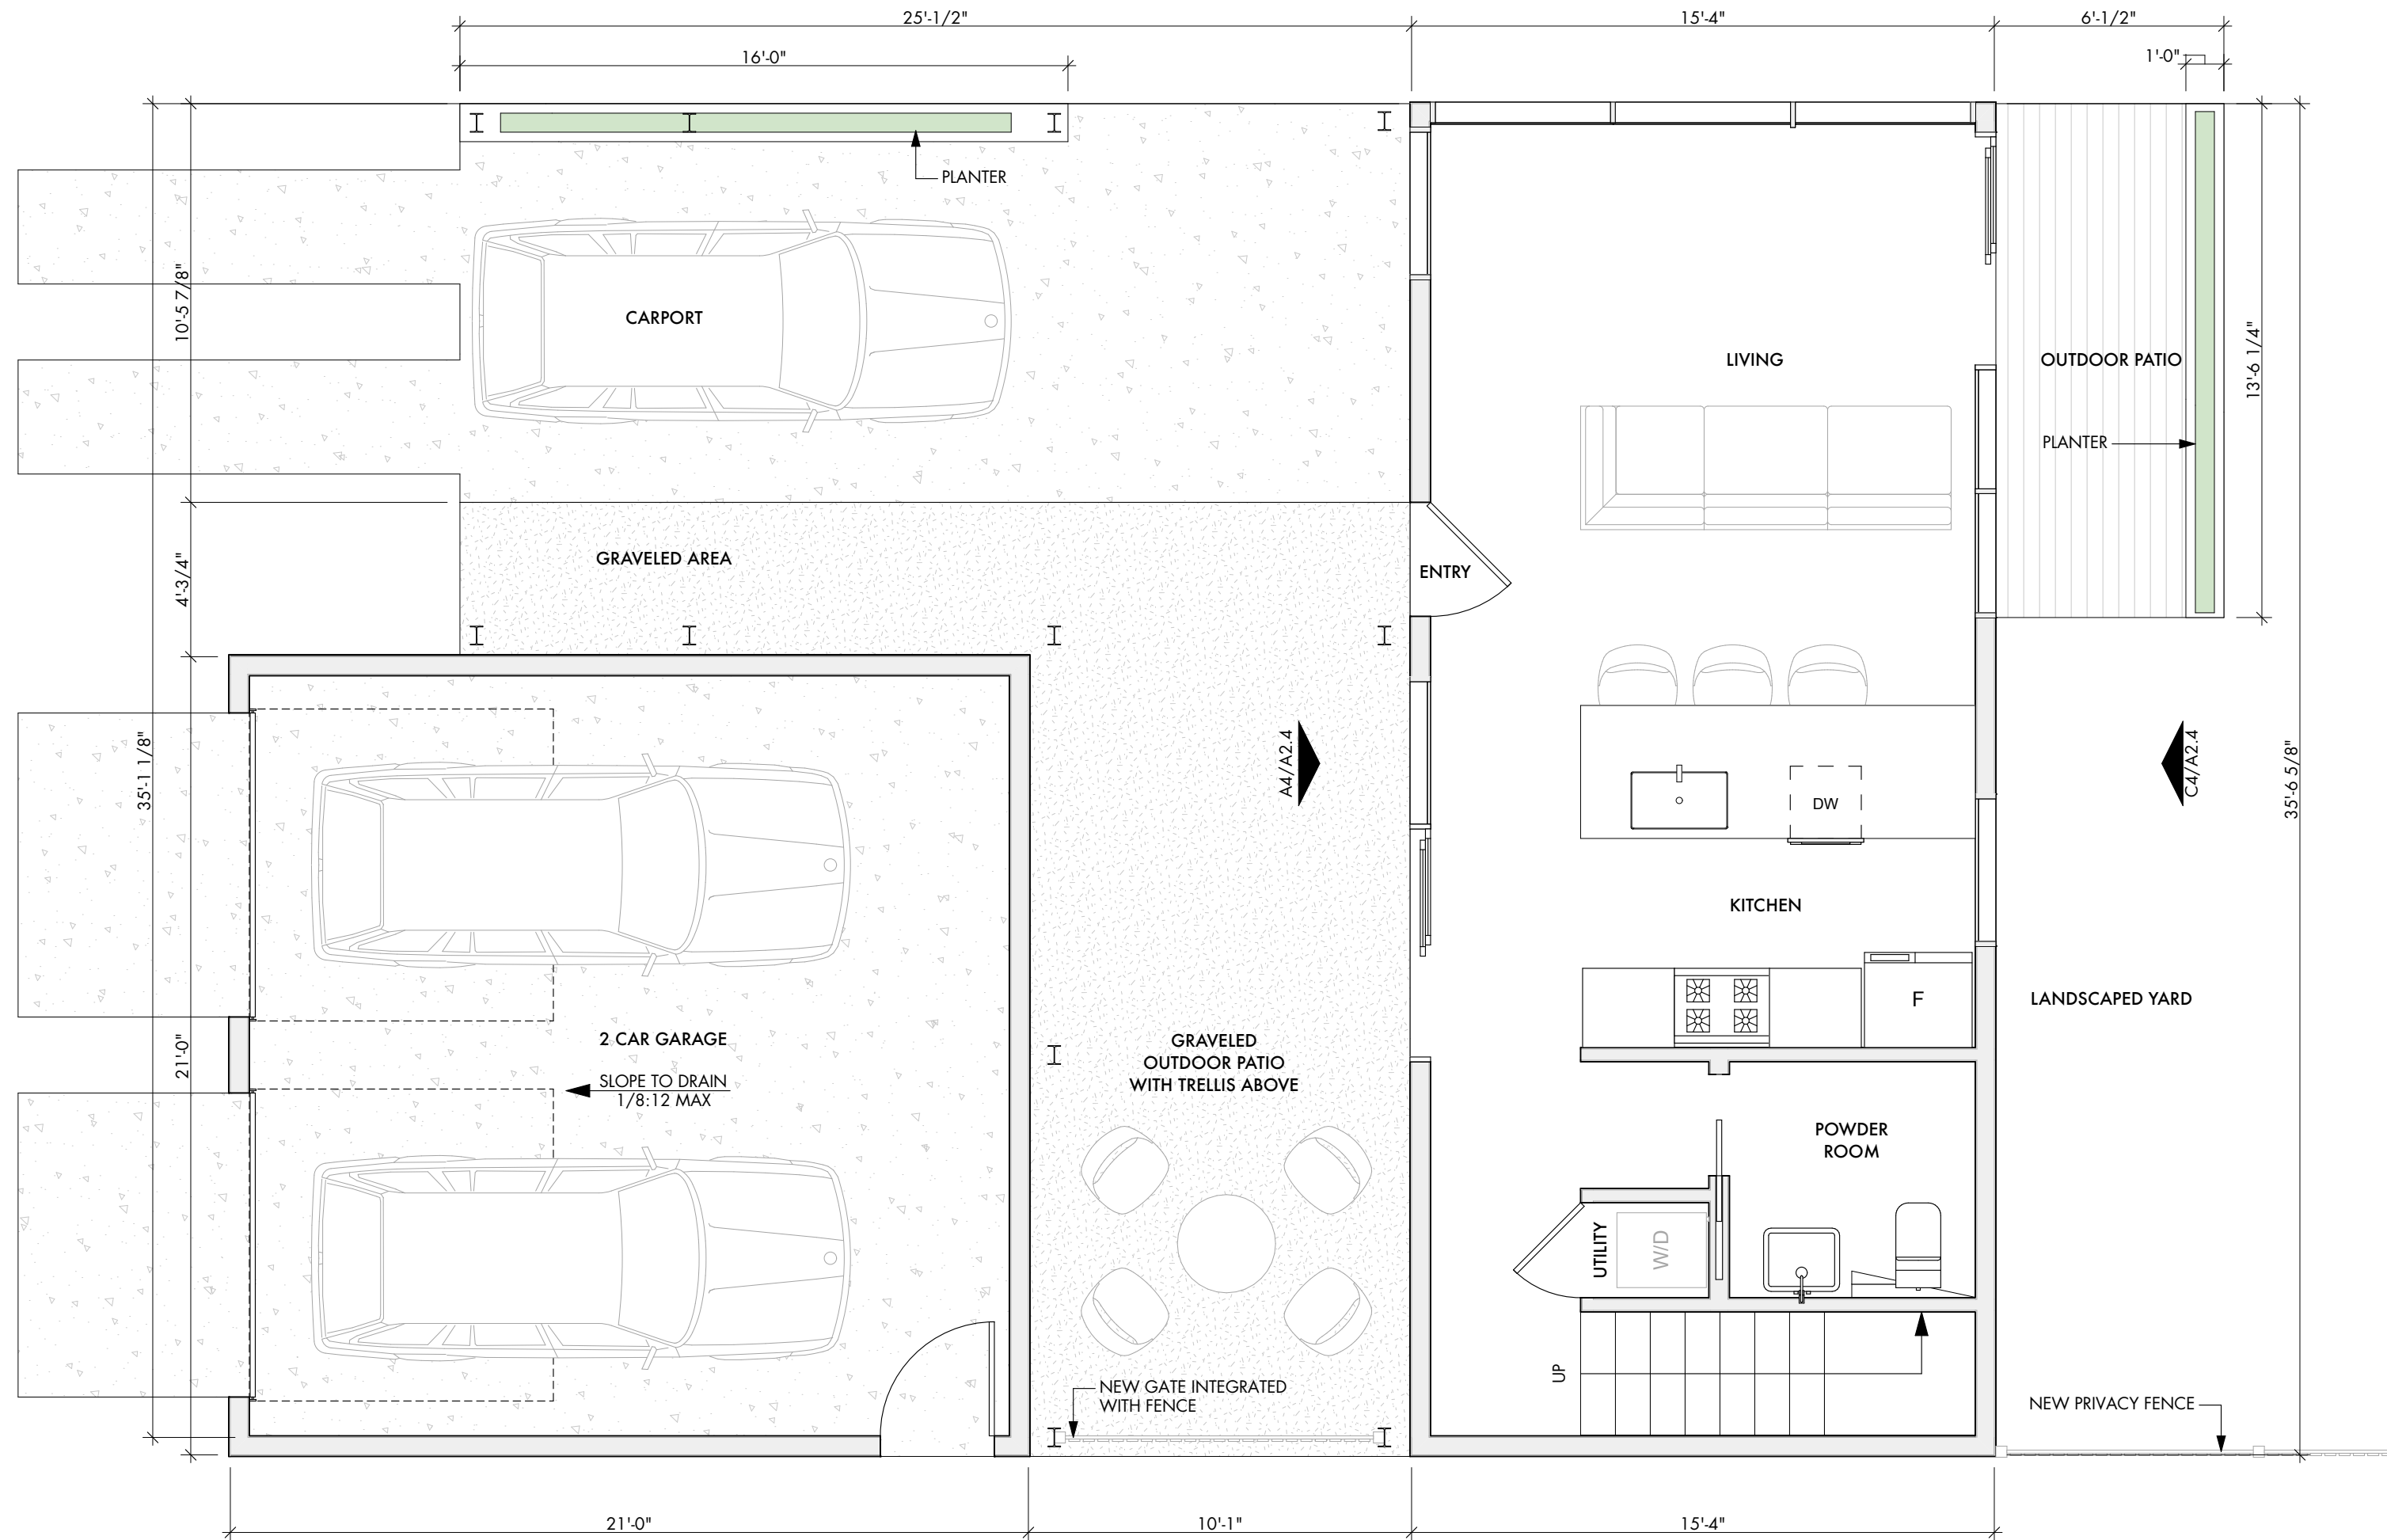 25'-1/2"
15'-4"
6'-1/2"
16'-0"
1'-0"
PLANTER
10'-5 7/8"
CARPORT
LIVING
OUTDOOR PATIO
13'-6 1/4"
PLANTER
GRAVELED AREA
ENTRY
4'-3/4"
35'-1 1/8"
A4/A2.4
DW
C4/A2.4
35'-6 5/8"
KITCHEN
F
LANDSCAPED YARD
2 CAR GARAGE
SLOPE TO DRAIN
1/8:12 MAX
21'-0"
GRAVELED
OUTDOOR PATIO
WITH TRELLIS ABOVE
POWDER
ROOM
UTILITY
W/D
UP
NEW GATE INTEGRATED
WITH FENCE
NEW PRIVACY FENCE
21'-0"
10'-1"
15'-4"